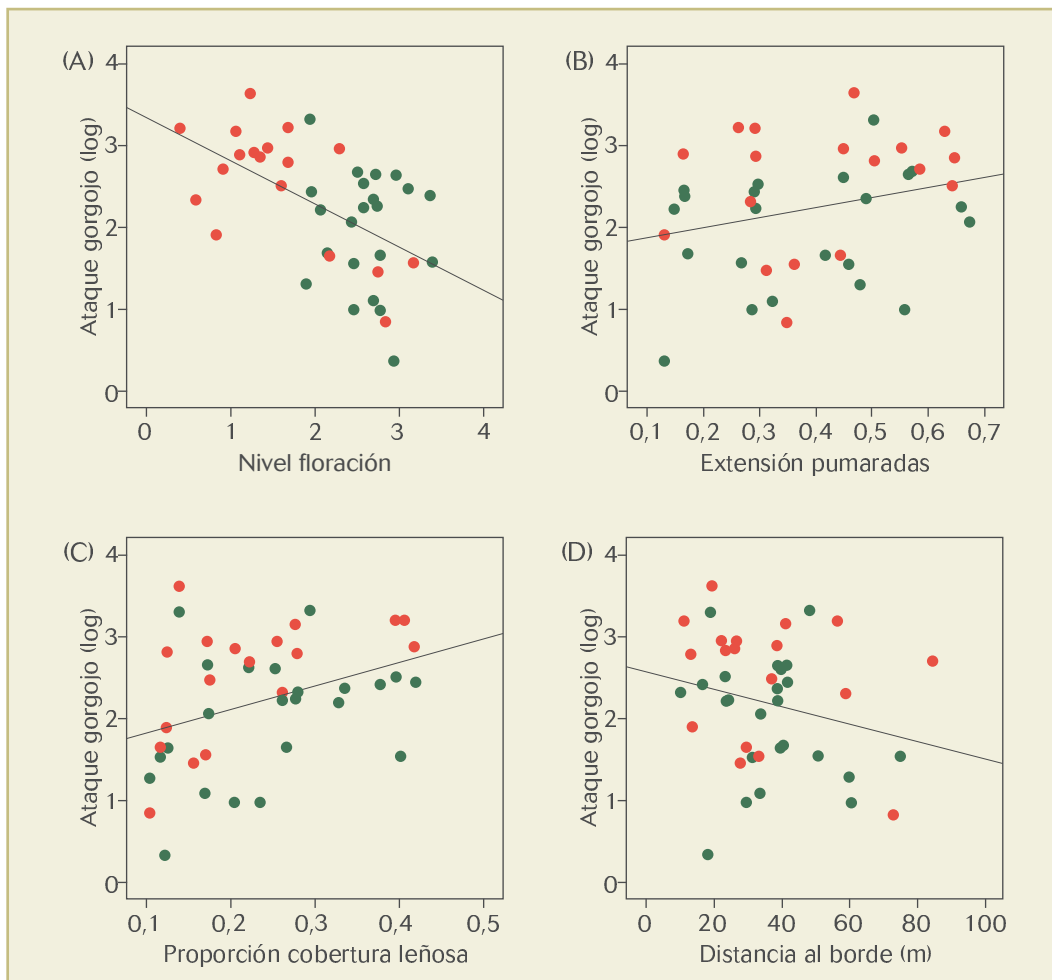 (A)
Ataque gorgojo (log)
4
3
2
1
0
0 1 2 3 4
Nivel floración
(B)
Ataque gorgojo (log)
4
3
2
1
0
0,1 0,2 0,3 0,4 0,5 0,6 0,7
Extensión pumaradas
(C)
Ataque gorgojo (log)
4
3
2
1
0
0,1 0,2 0,3 0,4 0,5
Proporción cobertura leñosa
(D)
Ataque gorgojo (log)
4
3
2
1
0
0 20 40 60 80 100
Distancia al borde (m)